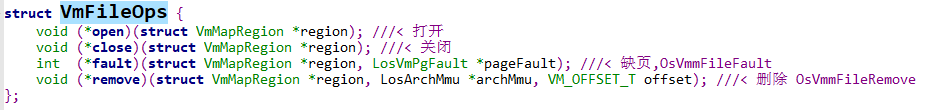 struct VmFileOps {
    void (*open)(struct VmMapRegion *region); ///< 打开
    void (*close)(struct VmMapRegion *region); ///< 关闭
    int  (*fault)(struct VmMapRegion *region, LosVmPgFault *pageFault); ///< 缺页,OsVmmFileFault
    void (*remove)(struct VmMapRegion *region, LosArchMmu *archMmu, VM_OFFSET_T offset); ///< 删除 OsVmmFileRemove
};